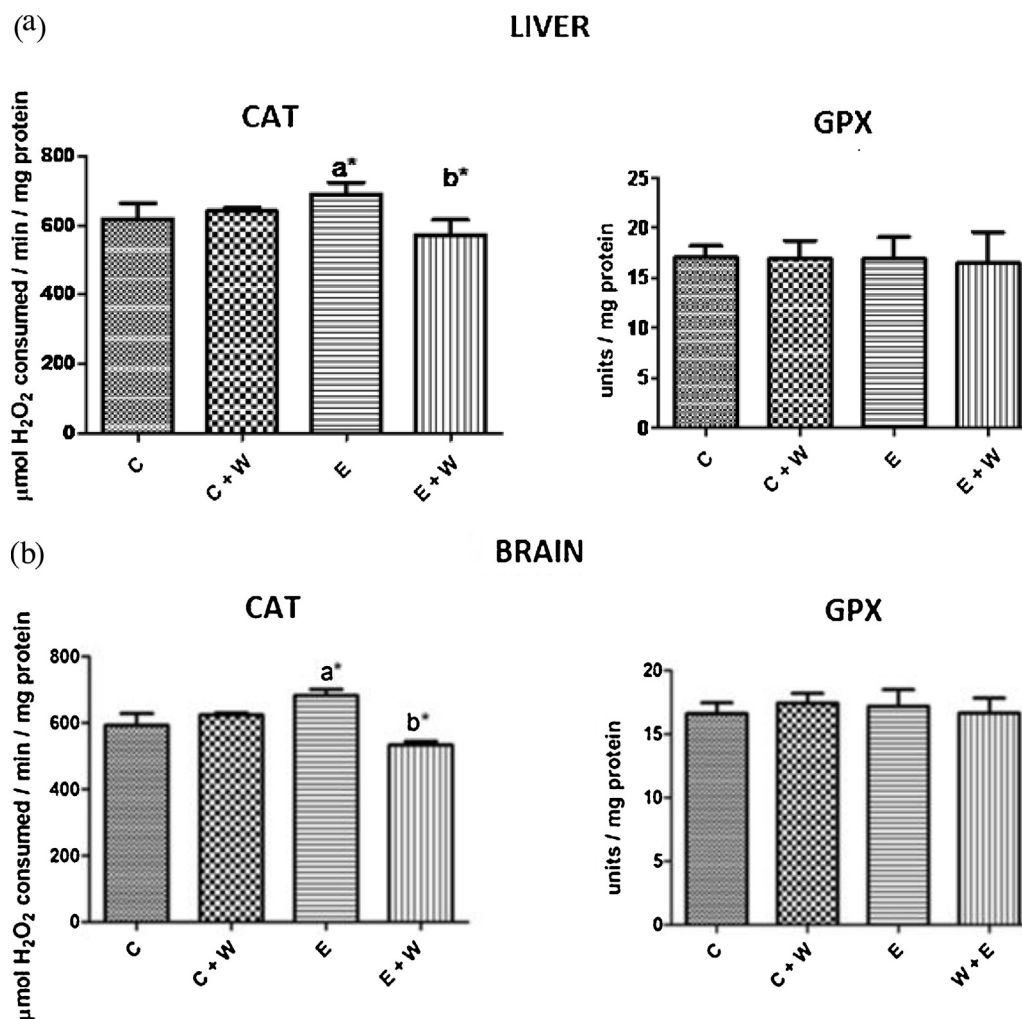 (a)
LIVER
CAT
μmol H₂O₂ consumed / min / mg protein
800
600
400
200
0
a*
b*
C
C + W
E
E + W
GPX
units / mg protein
25
20
15
10
5
0
C
C + W
E
E + W
(b)
BRAIN
CAT
μmol H₂O₂ consumed / min / mg protein
800
600
400
200
0
a*
b*
C
C + W
E
E + W
GPX
units / mg protein
20
15
10
5
0
C
C + W
E
W + E